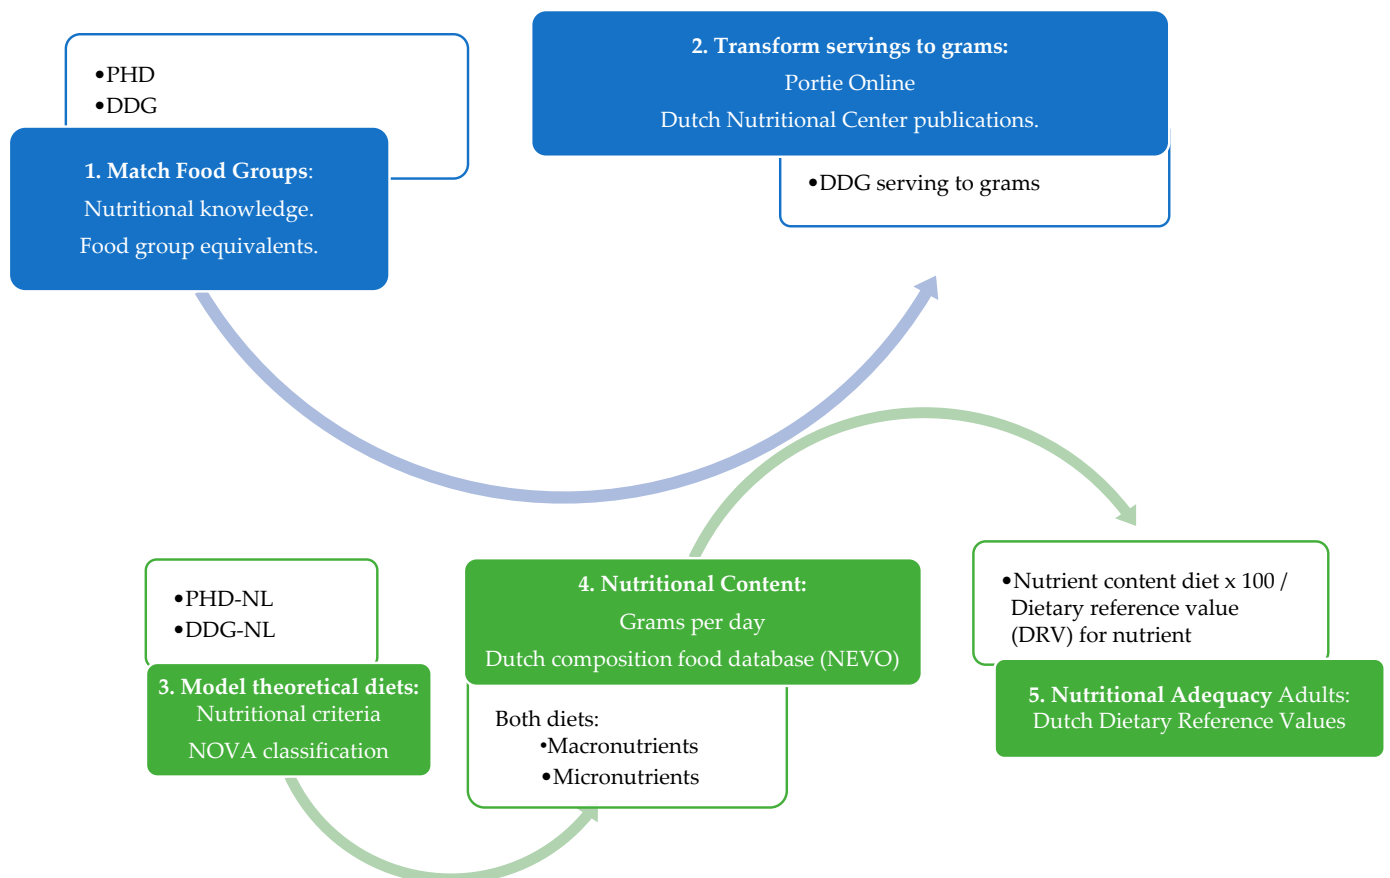 •PHD
•DDG
1. Match Food Groups:
Nutritional knowledge.
Food group equivalents.
2. Transform servings to grams:
Portie Online
Dutch Nutritional Center publications.
•DDG serving to grams
•PHD-NL
•DDG-NL
3. Model theoretical diets:
Nutritional criteria
NOVA classification
4. Nutritional Content:
Grams per day
Dutch composition food database (NEVO)
Both diets:
•Macronutrients
•Micronutrients
•Nutrient content diet x 100 /
Dietary reference value
(DRV) for nutrient
5. Nutritional Adequacy Adults:
Dutch Dietary Reference Values